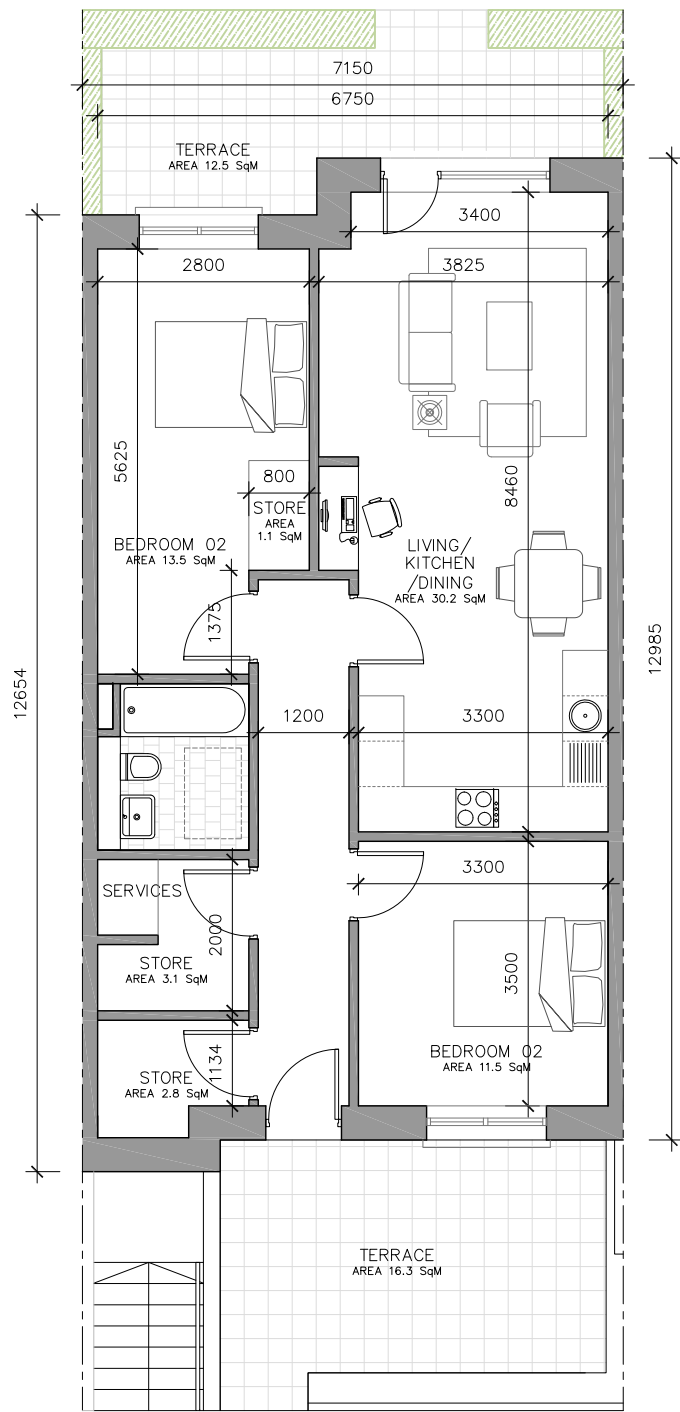 7150
6750
TERRACE
AREA 12.5 SqM
3400
2800
3825
5625
800
STORE
AREA
1.1 SqM
8460
BEDROOM 02
AREA 13.5 SqM
LIVING/
KITCHEN
/DINING
AREA 30.2 SqM
1375
12654
12985
1200
3300
SERVICES
2000
3300
STORE
AREA 3.1 SqM
3500
1134
STORE
AREA 2.8 SqM
BEDROOM 02
AREA 11.5 SqM
TERRACE
AREA 16.3 SqM